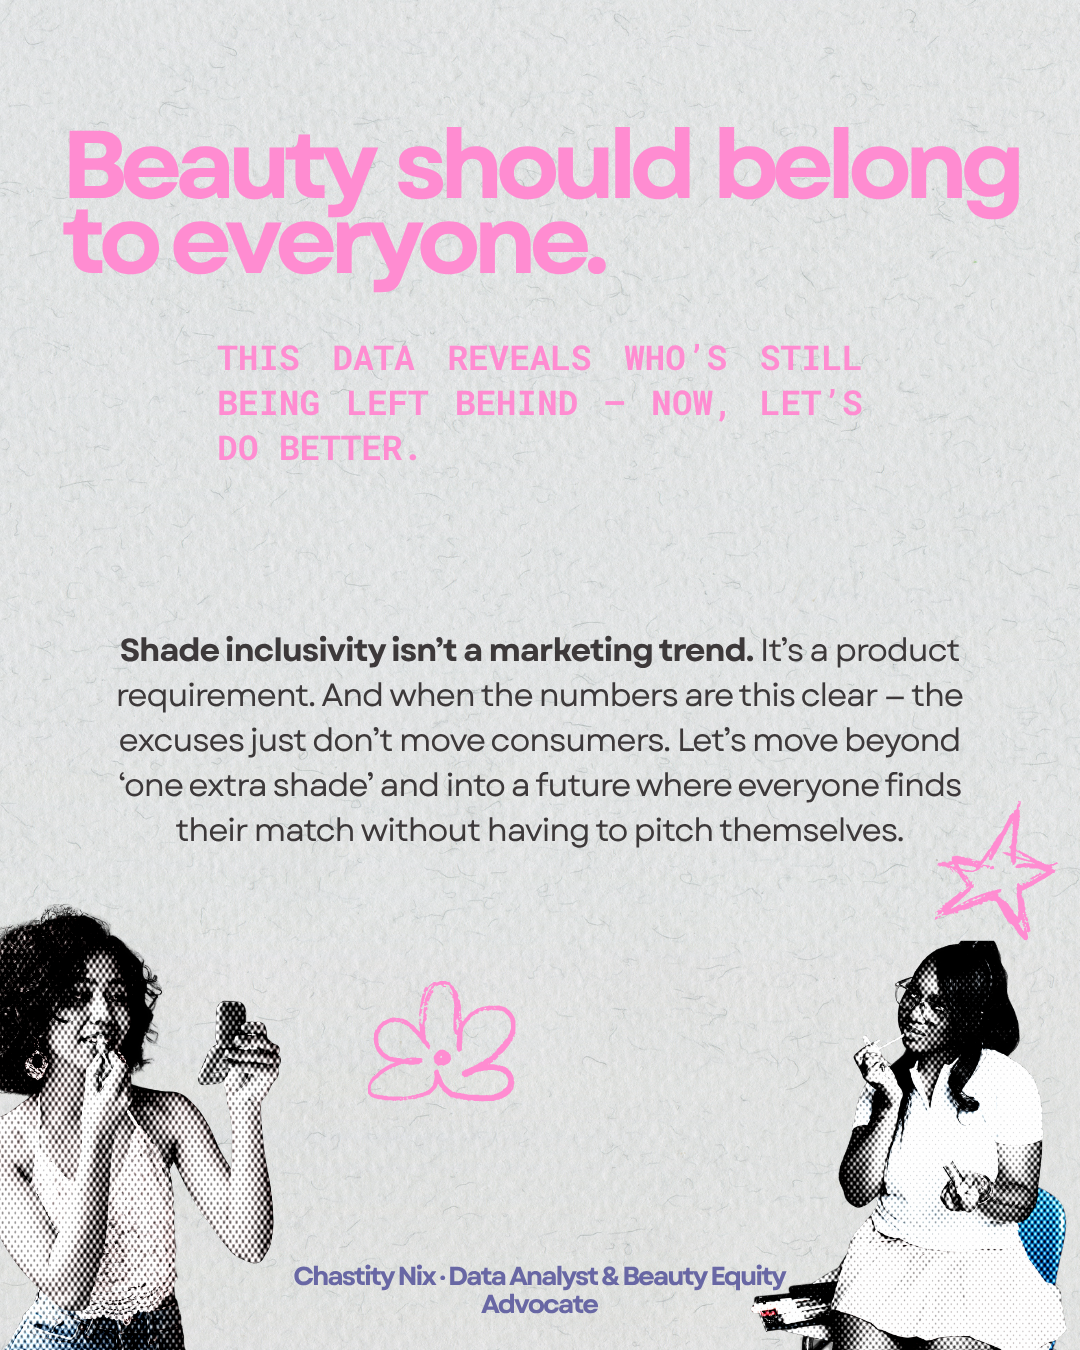 Beauty should belong
to everyone.
THIS DATA REVEALS WHO’S STILL
BEING LEFT BEHIND — NOW, LET’S
DO BETTER.
Shade inclusivity isn’t a marketing trend. It’s a product
requirement. And when the numbers are this clear — the
excuses just don’t move consumers. Let’s move beyond
‘one extra shade’ and into a future where everyone finds
their match without having to pitch themselves.
Chastity Nix · Data Analyst & Beauty Equity
Advocate